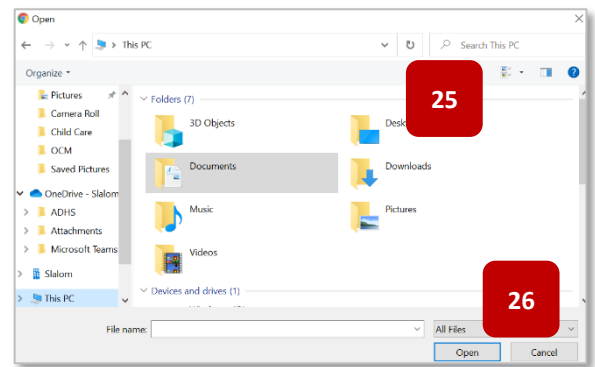 Open
This PC
Search This PC
Organize
Pictures
Camera Roll
Child Care
OCM
Saved Pictures
OneDrive - Slalom
ADHS
Attachments
Microsoft Teams
Slalom
This PC
Folders (7)
3D Objects
Documents
Downloads
Music
Pictures
Videos
Devices and drives (1)
25
26
File name:
All Files
Open
Cancel